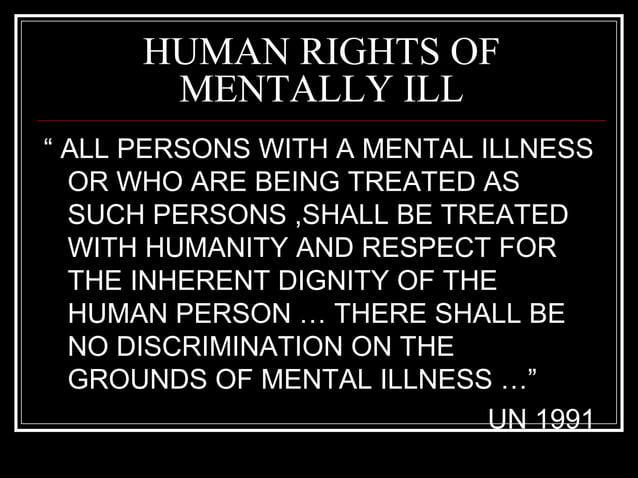 HUMAN RIGHTS OF
MENTALLY ILL
“ ALL PERSONS WITH A MENTAL ILLNESS
OR WHO ARE BEING TREATED AS
SUCH PERSONS ,SHALL BE TREATED
WITH HUMANITY AND RESPECT FOR
THE INHERENT DIGNITY OF THE
HUMAN PERSON … THERE SHALL BE
NO DISCRIMINATION ON THE
GROUNDS OF MENTAL ILLNESS …”
UN 1991